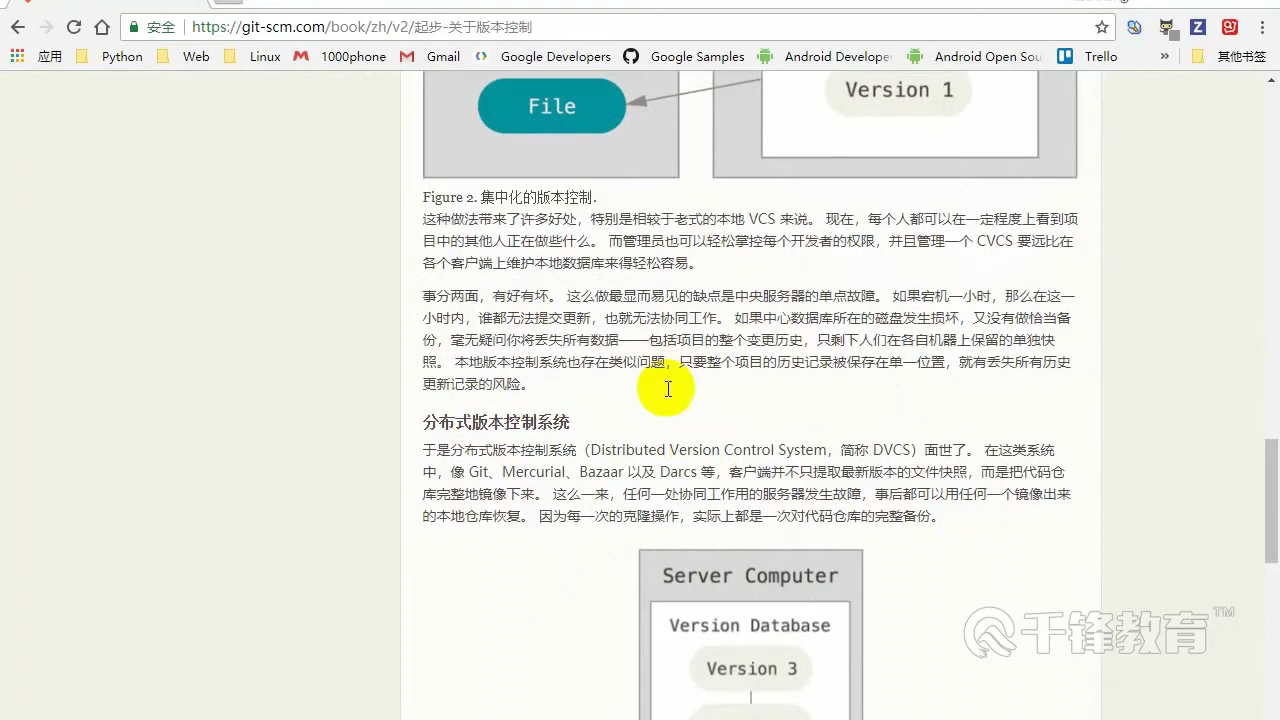 安全
https://git-scm.com/book/zh/v2/起步-关于版本控制
应用 Python Web Linux 1000phone Gmail Google Developers Google Samples Android Develope Android Open Sou Trello » 其他书签
File
Version 1
Figure 2. 集中化的版本控制.
这种做法带来了许多好处，特别是相较于老式的本地 VCS 来说。 现在，每个人都可以在一定程度上看到项
目中的其他人正在做些什么。 而管理员也可以轻松掌控每个开发者的权限，并且管理一个 CVCS 要远比在
各个客户端上维护本地数据库来得轻松容易。
事分两面，有好有坏。 这么做最显而易见的缺点是中央服务器的单点故障。 如果宕机一小时，那么在这一
小时内，谁都无法提交更新，也就无法协同工作。 如果中心数据库所在的磁盘发生损坏，又没有做恰当备
份，毫无疑问你将丢失所有数据——包括项目的整个变更历史，只剩下人们在各自机器上保留的单独快
照。 本地版本控制系统也存在类似问题，只要整个项目的历史记录被保存在单一位置，就有丢失所有历史
更新记录的风险。
分布式版本控制系统
于是分布式版本控制系统（Distributed Version Control System，简称 DVCS）面世了。 在这类系统
中，像 Git、Mercurial、Bazaar 以及 Darcs 等，客户端并不只提取最新版本的文件快照，而是把代码仓
库完整地镜像下来。 这么一来，任何一处协同工作用的服务器发生故障，事后都可以用任何一个镜像出来
的本地仓库恢复。 因为每一次的克隆操作，实际上都是一次对代码仓库的完整备份。
Server Computer
Version Database
Version 3
千锋教育™